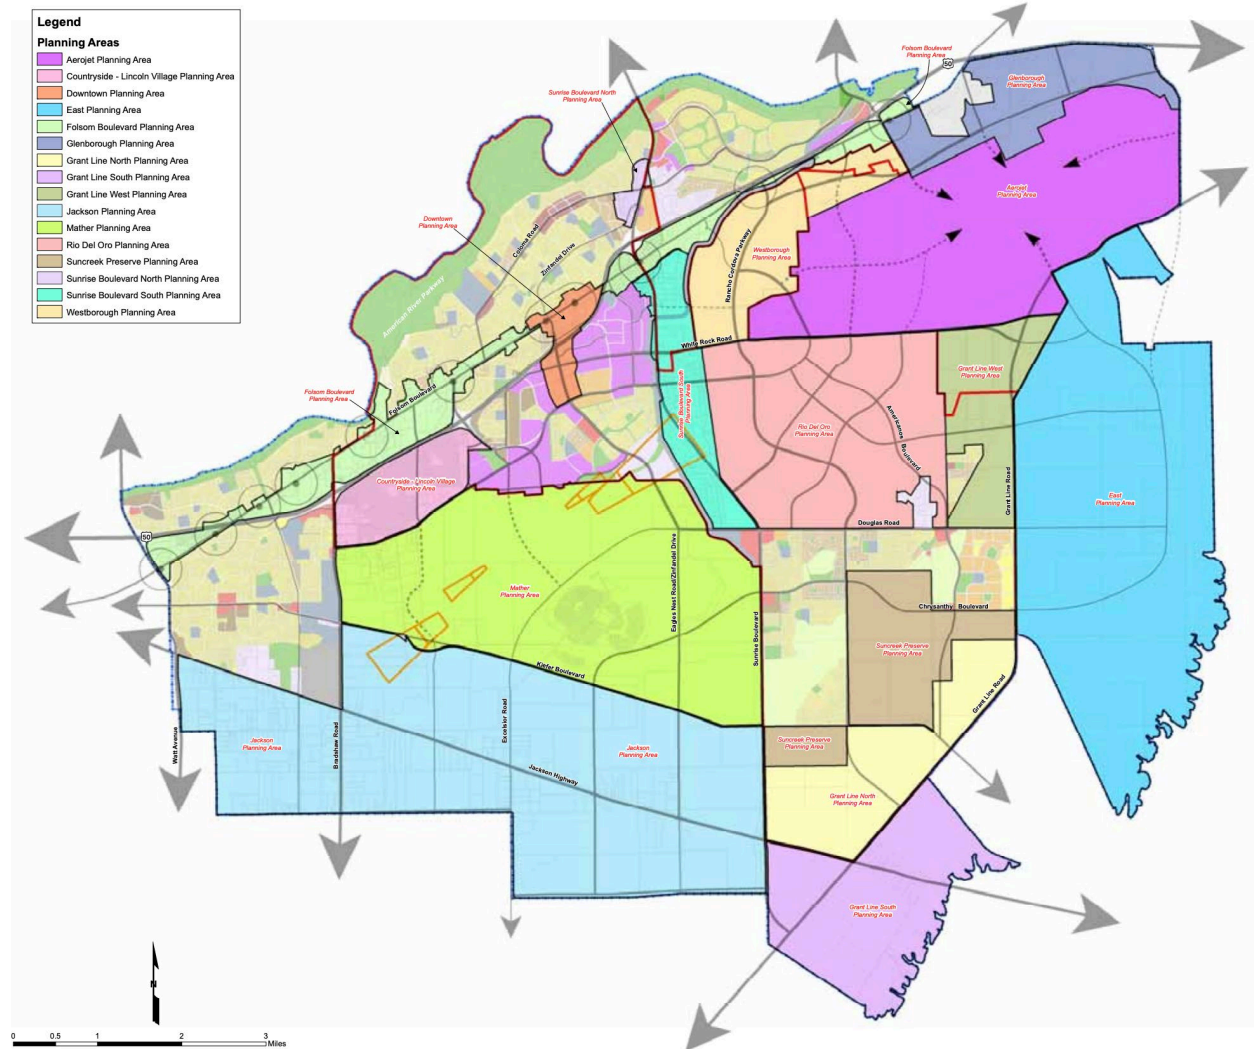 Legend
Planning Areas
Aerojet Planning Area
Countryside - Lincoln Village Planning Area
Downtown Planning Area
East Planning Area
Folsom Boulevard Planning Area
Glenborough Planning Area
Grant Line North Planning Area
Grant Line South Planning Area
Grant Line West Planning Area
Jackson Planning Area
Mather Planning Area
Rio Del Oro Planning Area
Suncreek Preserve Planning Area
Sunrise Boulevard North Planning Area
Sunrise Boulevard South Planning Area
Westborough Planning Area
Folsom Boulevard
Planning Area
50
Glenborough
Planning Area
Sunrise Boulevard North
Planning Area
Aerojet
Planning Area
Downtown
Planning Area
Coloma Road
Zinfandel Drive
Rancho Cordova Parkway
Westborough
Planning Area
American River Parkway
White Rock Road
Grant Line West
Planning Area
Folsom Boulevard
Planning Area
Folsom Boulevard
Sunrise Boulevard South
Planning Area
Rio Del Oro
Planning Area
Americanos Boulevard
Countryside - Lincoln Village
Planning Area
Grant Line Road
East
Planning Area
50
Douglas Road
Mather
Planning Area
Eagles Nest Road/Zinfandel Drive
Chrysanthy Boulevard
Sunrise Boulevard
Suncreek Preserve
Planning Area
Kiefer Boulevard
Grant Line Road
Excelsior Road
Watt Avenue
Bradshaw Road
Jackson
Planning Area
Jackson
Planning Area
Suncreek Preserve
Planning Area
Jackson Highway
Grant Line North
Planning Area
Grant Line South
Planning Area
N
0 0.5 1 2 3
Miles